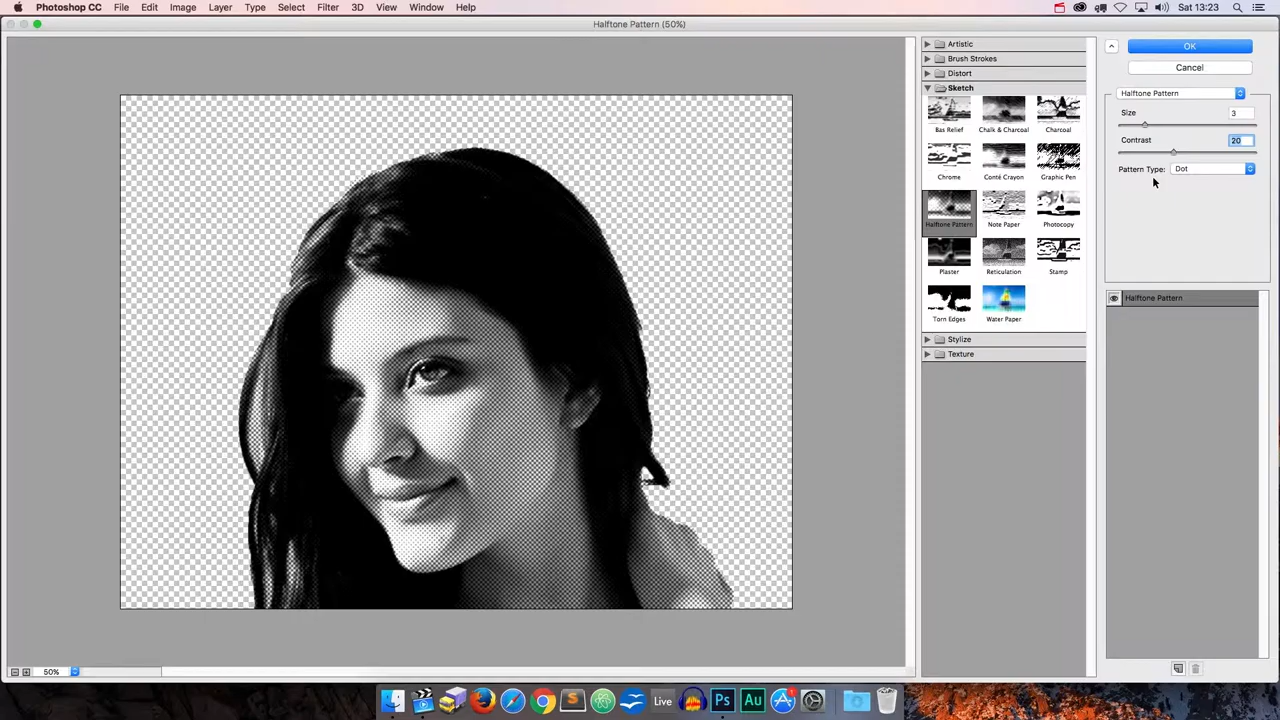 Photoshop CC File Edit Image Layer Type Select Filter 3D View Window Help Sat 13:23
Halftone Pattern (50%)
Artistic
Brush Strokes
Distort
Sketch
Bas Relief Chalk & Charcoal Charcoal
Chrome Conté Crayon Graphic Pen
Halftone Pattern Note Paper Photocopy
Plaster Reticulation Stamp
Torn Edges Water Paper
Stylize
Texture
OK
Cancel
Halftone Pattern
Size 3
Contrast 20
Pattern Type: Dot
Halftone Pattern
50%
Live Ps Au 1